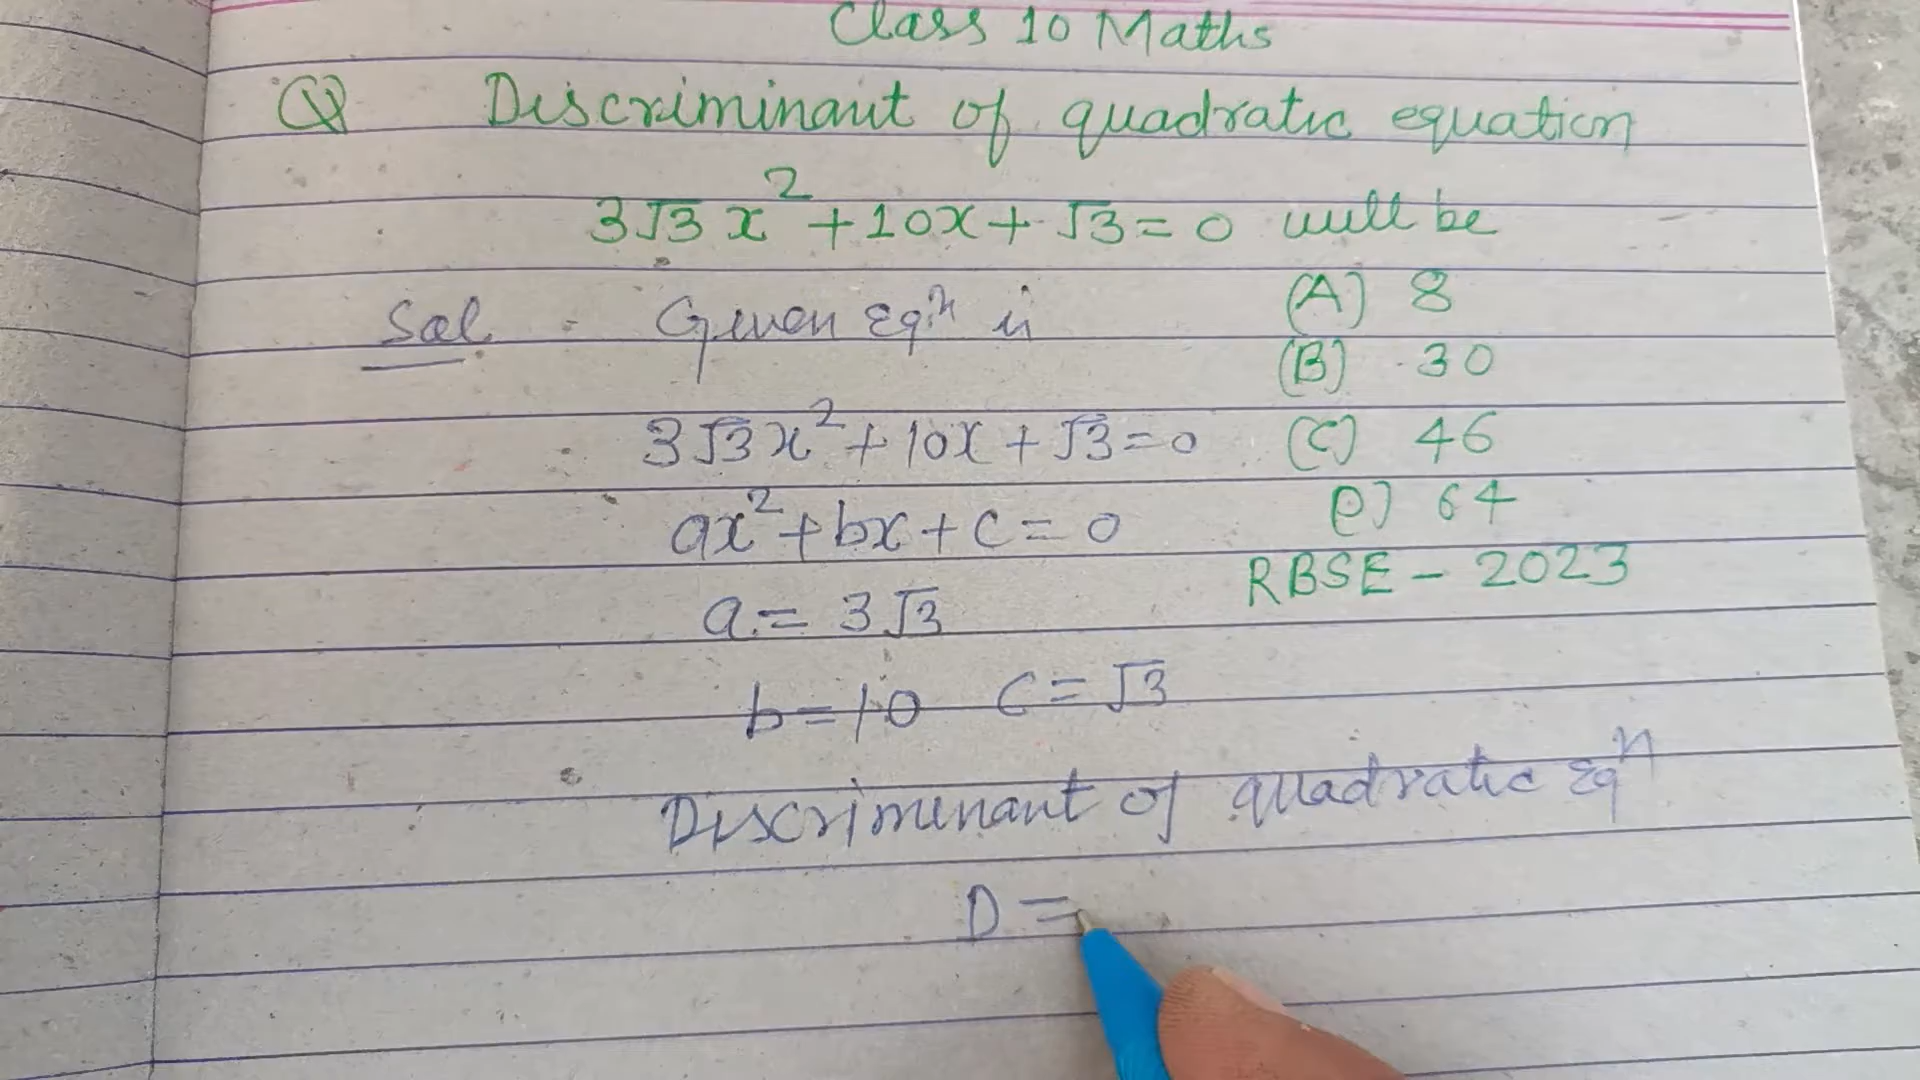 Class 10 Maths
Q Discriminant of quadratic equation
3√3x²+10x+√3=0 will be
(A) 8
Sol. Given Eqⁿ is
(B) 30
3√3x²+10x+√3=0 (C) 46
ax²+bx+c=0 D) 64
RBSE - 2023
a = 3√3
b=10 c=√3
Discriminant of quadratic Eqⁿ
D =